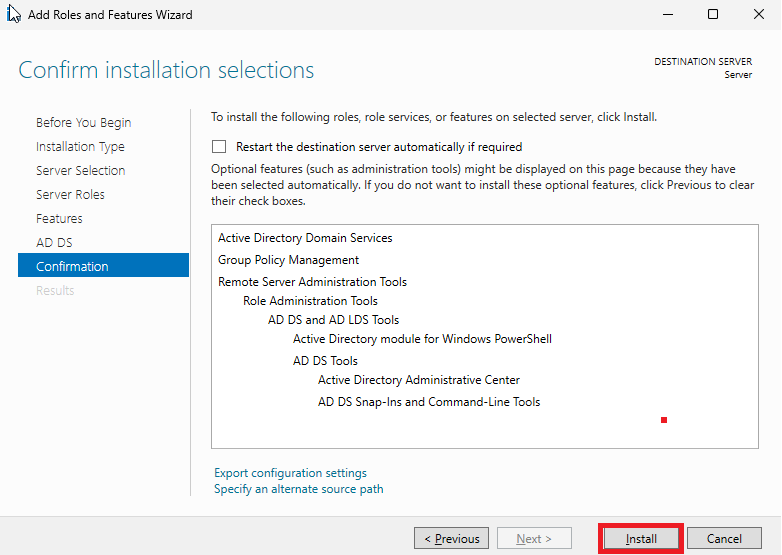 Add Roles and Features Wizard
Confirm installation selections
DESTINATION SERVER
Server
Before You Begin
Installation Type
Server Selection
Server Roles
Features
AD DS
Confirmation
Results
To install the following roles, role services, or features on selected server, click Install.
Restart the destination server automatically if required
Optional features (such as administration tools) might be displayed on this page because they have
been selected automatically. If you do not want to install these optional features, click Previous to clear
their check boxes.
Active Directory Domain Services
Group Policy Management
Remote Server Administration Tools
Role Administration Tools
AD DS and AD LDS Tools
Active Directory module for Windows PowerShell
AD DS Tools
Active Directory Administrative Center
AD DS Snap-Ins and Command-Line Tools
Export configuration settings
Specify an alternate source path
< Previous
Next >
Install
Cancel